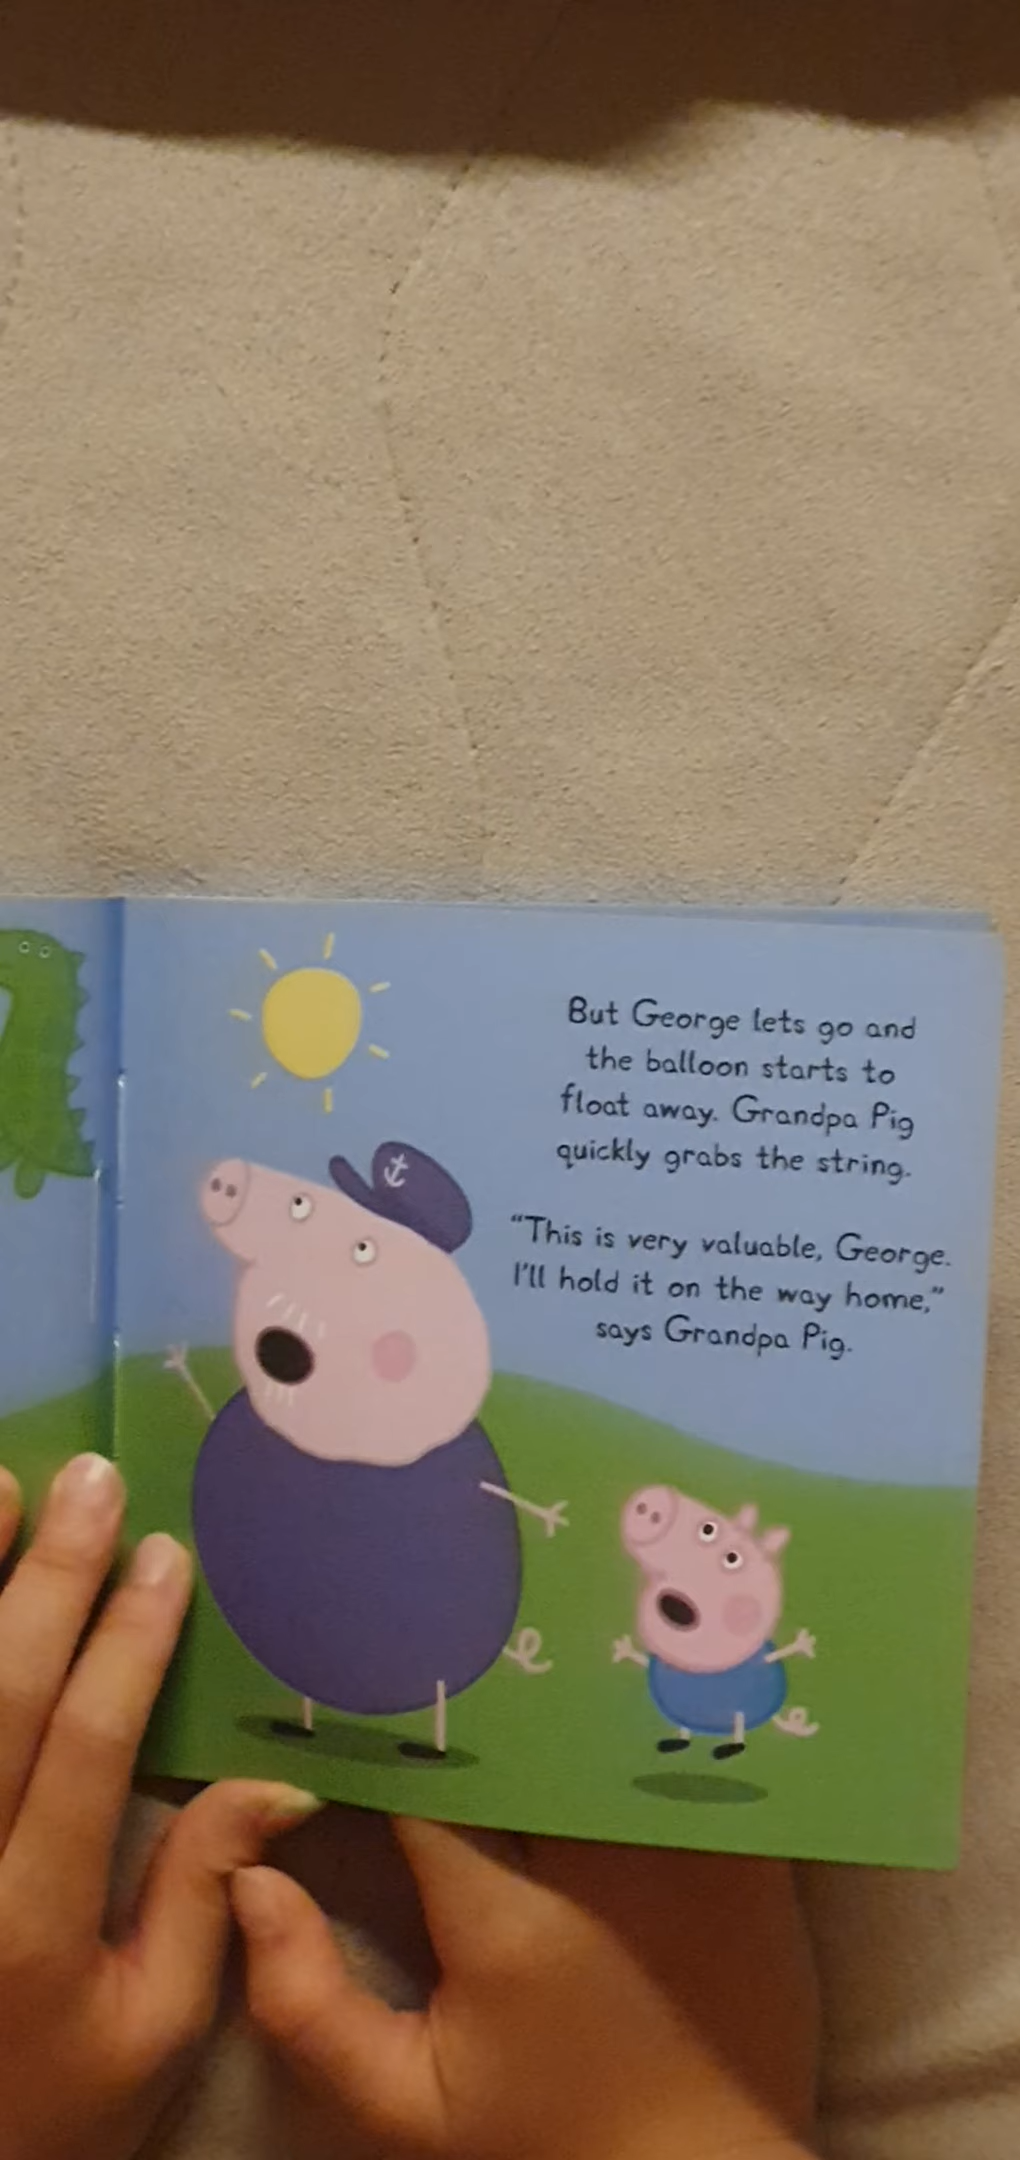 But George lets go and
the balloon starts to
float away. Grandpa Pig
quickly grabs the string.
“This is very valuable, George.
I’ll hold it on the way home,”
says Grandpa Pig.